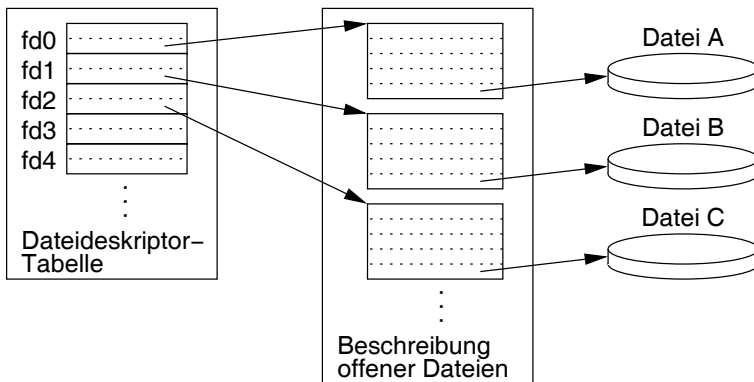 fd0
fd1
fd2
fd3
fd4
Dateideskriptor–
Tabelle
Beschreibung
offener Dateien
Datei A
Datei B
Datei C